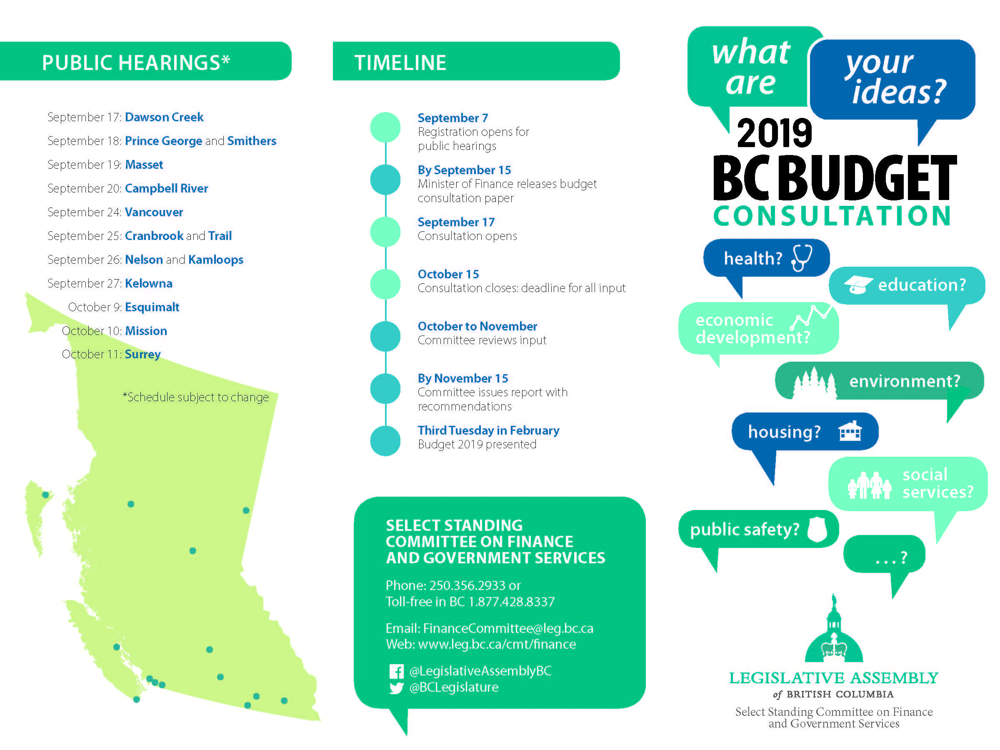 PUBLIC HEARINGS*
September 17: Dawson Creek
September 18: Prince George and Smithers
September 19: Masset
September 20: Campbell River
September 24: Vancouver
September 25: Cranbrook and Trail
September 26: Nelson and Kamloops
September 27: Kelowna
October 9: Esquimalt
October 10: Mission
October 11: Surrey
*Schedule subject to change
TIMELINE
September 7
Registration opens for
public hearings
By September 15
Minister of Finance releases budget
consultation paper
September 17
Consultation opens
October 15
Consultation closes: deadline for all input
October to November
Committee reviews input
By November 15
Committee issues report with
recommendations
Third Tuesday in February
Budget 2019 presented
SELECT STANDING
COMMITTEE ON FINANCE
AND GOVERNMENT SERVICES
Phone: 250.356.2933 or
Toll-free in BC 1.877.428.8337
Email: FinanceCommittee@leg.bc.ca
Web: www.leg.bc.ca/cmt/finance
@LegislativeAssemblyBC
@BCLegislature
what
are
your
ideas?
2019
BC BUDGET
CONSULTATION
health?
education?
economic
development?
environment?
housing?
social
services?
public safety?
...?
LEGISLATIVE ASSEMBLY
of BRITISH COLUMBIA
Select Standing Committee on Finance
and Government Services